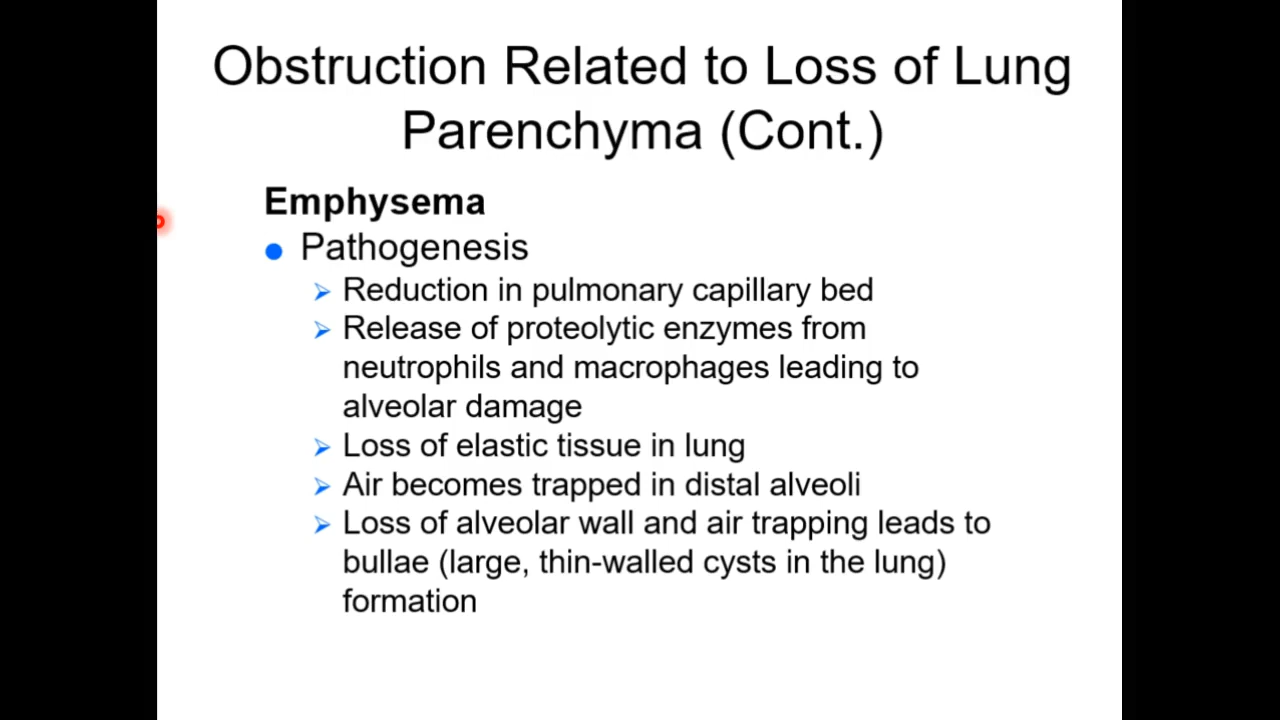 Obstruction Related to Loss of Lung
Parenchyma (Cont.)
Emphysema
● Pathogenesis
➢ Reduction in pulmonary capillary bed
➢ Release of proteolytic enzymes from
neutrophils and macrophages leading to
alveolar damage
➢ Loss of elastic tissue in lung
➢ Air becomes trapped in distal alveoli
➢ Loss of alveolar wall and air trapping leads to
bullae (large, thin-walled cysts in the lung)
formation